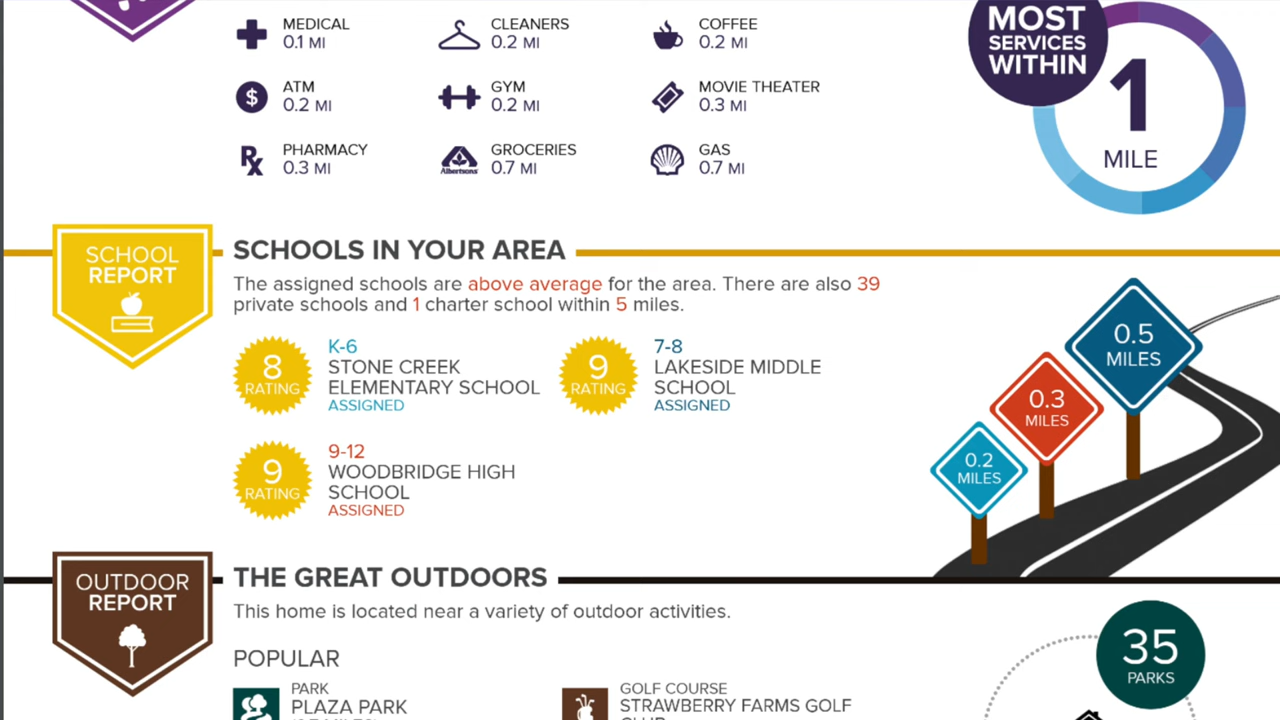 MEDICAL
0.1 MI
CLEANERS
0.2 MI
COFFEE
0.2 MI
ATM
0.2 MI
GYM
0.2 MI
MOVIE THEATER
0.3 MI
PHARMACY
0.3 MI
Albertsons
GROCERIES
0.7 MI
GAS
0.7 MI
MOST
SERVICES
WITHIN
1
MILE
SCHOOL
REPORT
SCHOOLS IN YOUR AREA
The assigned schools are above average for the area. There are also 39
private schools and 1 charter school within 5 miles.
8
RATING
K-6
STONE CREEK
ELEMENTARY SCHOOL
ASSIGNED
9
RATING
7-8
LAKESIDE MIDDLE
SCHOOL
ASSIGNED
9
RATING
9-12
WOODBRIDGE HIGH
SCHOOL
ASSIGNED
0.5
MILES
0.3
MILES
0.2
MILES
OUTDOOR
REPORT
THE GREAT OUTDOORS
This home is located near a variety of outdoor activities.
POPULAR
PARK
PLAZA PARK
GOLF COURSE
STRAWBERRY FARMS GOLF
35
PARKS